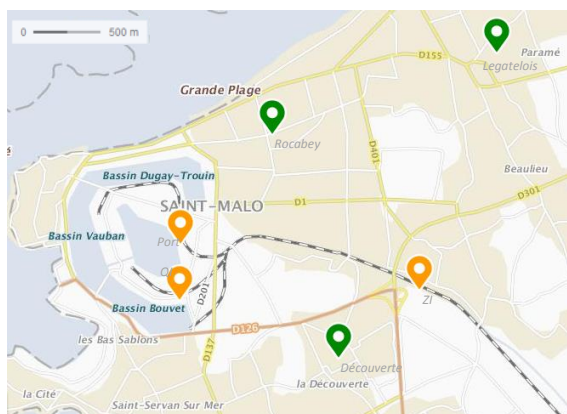 0 500 m
Paramé
D155
Legatelois
Grande Plage
Rocabey
D401
Beaulieu
Bassin Dugay-Trouin
D301
SAINT-MALO
D1
Bassin Vauban
Port
D201
ZI
Bassin Bouvet
D126
les Bas Sablons
D137
Découverte
la Découverte
la Cité
Saint-Servan Sur Mer